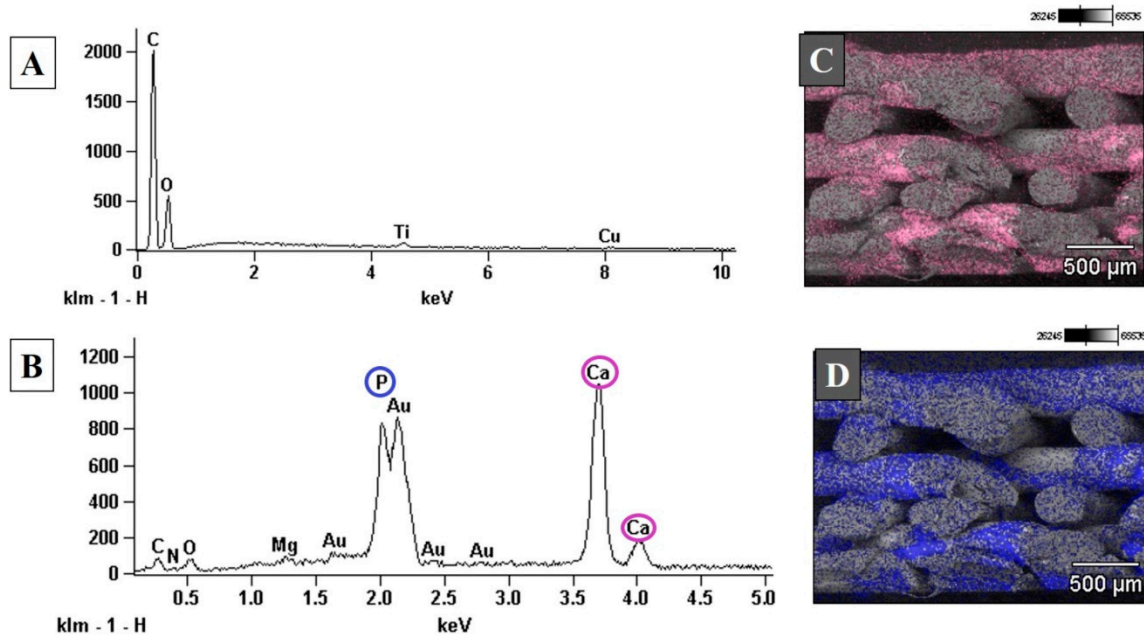 A
2000
1500
1000
500
0
C
O
Ti
Cu
0 2 4 6 8 10
klm - 1 - H keV
B
1200
1000
800
600
400
200
0
C N O Mg Au P Au Au Au Ca Ca
0.5 1.0 1.5 2.0 2.5 3.0 3.5 4.0 4.5 5.0
klm - 1 - H keV
26245 65535
C
500 µm
26245 65535
D
500 µm